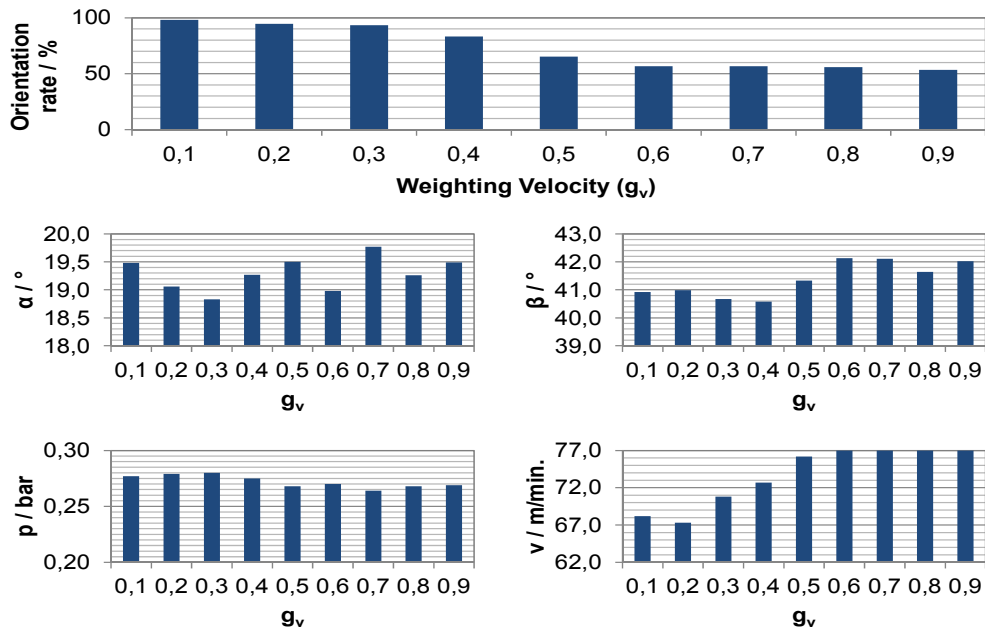 Orientation
rate / %
100
50
0
0,1 0,2 0,3 0,4 0,5 0,6 0,7 0,8 0,9
Weighting Velocity (gv)
α / °
20,0
19,5
19,0
18,5
18,0
0,1 0,2 0,3 0,4 0,5 0,6 0,7 0,8 0,9
gv
β / °
43,0
42,0
41,0
40,0
39,0
0,1 0,2 0,3 0,4 0,5 0,6 0,7 0,8 0,9
gv
p / bar
0,30
0,25
0,20
0,1 0,2 0,3 0,4 0,5 0,6 0,7 0,8 0,9
gv
v / m/min.
77,0
72,0
67,0
62,0
0,1 0,2 0,3 0,4 0,5 0,6 0,7 0,8 0,9
gv